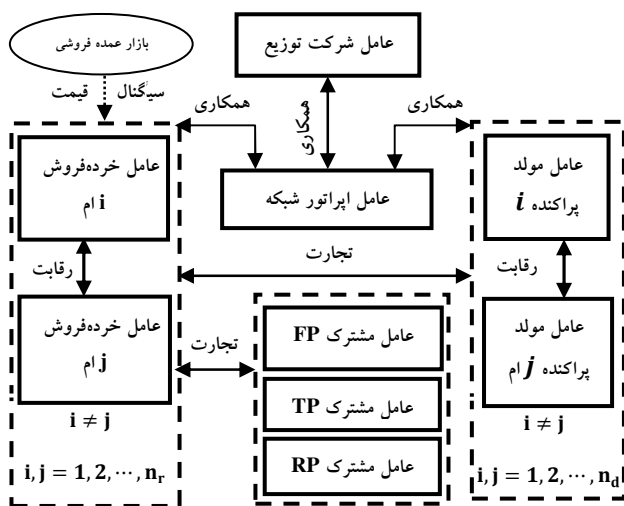 بازار عمده فروشی
سیگنال قیمت
عامل شرکت توزیع
همکاری
همکاری
همکاری
عامل خرده‌فروش
i ام
رقابت
عامل خرده‌فروش
j ام
i ≠ j
i, j = 1, 2, ⋯, n_r
عامل اپراتور شبکه
تجارت
تجارت
عامل مشترک FP
عامل مشترک TP
عامل مشترک RP
عامل مولد
پراکنده i
رقابت
عامل مولد
پراکنده j ام
i ≠ j
i, j = 1, 2, ⋯, n_d